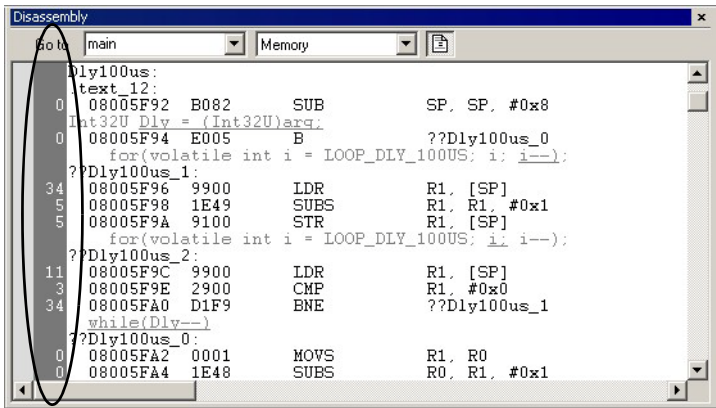 Disassembly
Go to main Memory
Dly100us:
.text_12:
0 08005F92 B082 SUB SP, SP, #0x8
Int32U Dly = (Int32U)arg;
0 08005F94 E005 B ??Dly100us_0
for(volatile int i = LOOP_DLY_100US; i; i--);
??Dly100us_1:
34 08005F96 9900 LDR R1, [SP]
5 08005F98 1E49 SUBS R1, R1, #0x1
5 08005F9A 9100 STR R1, [SP]
for(volatile int i = LOOP_DLY_100US; i; i--);
??Dly100us_2:
11 08005F9C 9900 LDR R1, [SP]
3 08005F9E 2900 CMP R1, #0x0
34 08005FA0 D1F9 BNE ??Dly100us_1
while(Dly--)
??Dly100us_0:
0 08005FA2 0001 MOVS R1, R0
0 08005FA4 1E48 SUBS R0, R1, #0x1